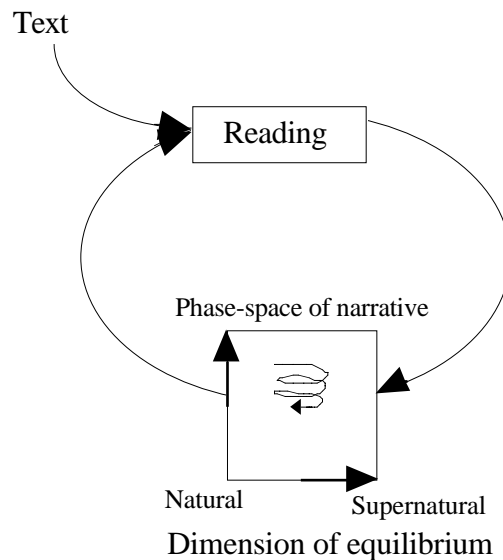 Text
Reading
Phase-space of narrative
Natural
Supernatural
Dimension of equilibrium